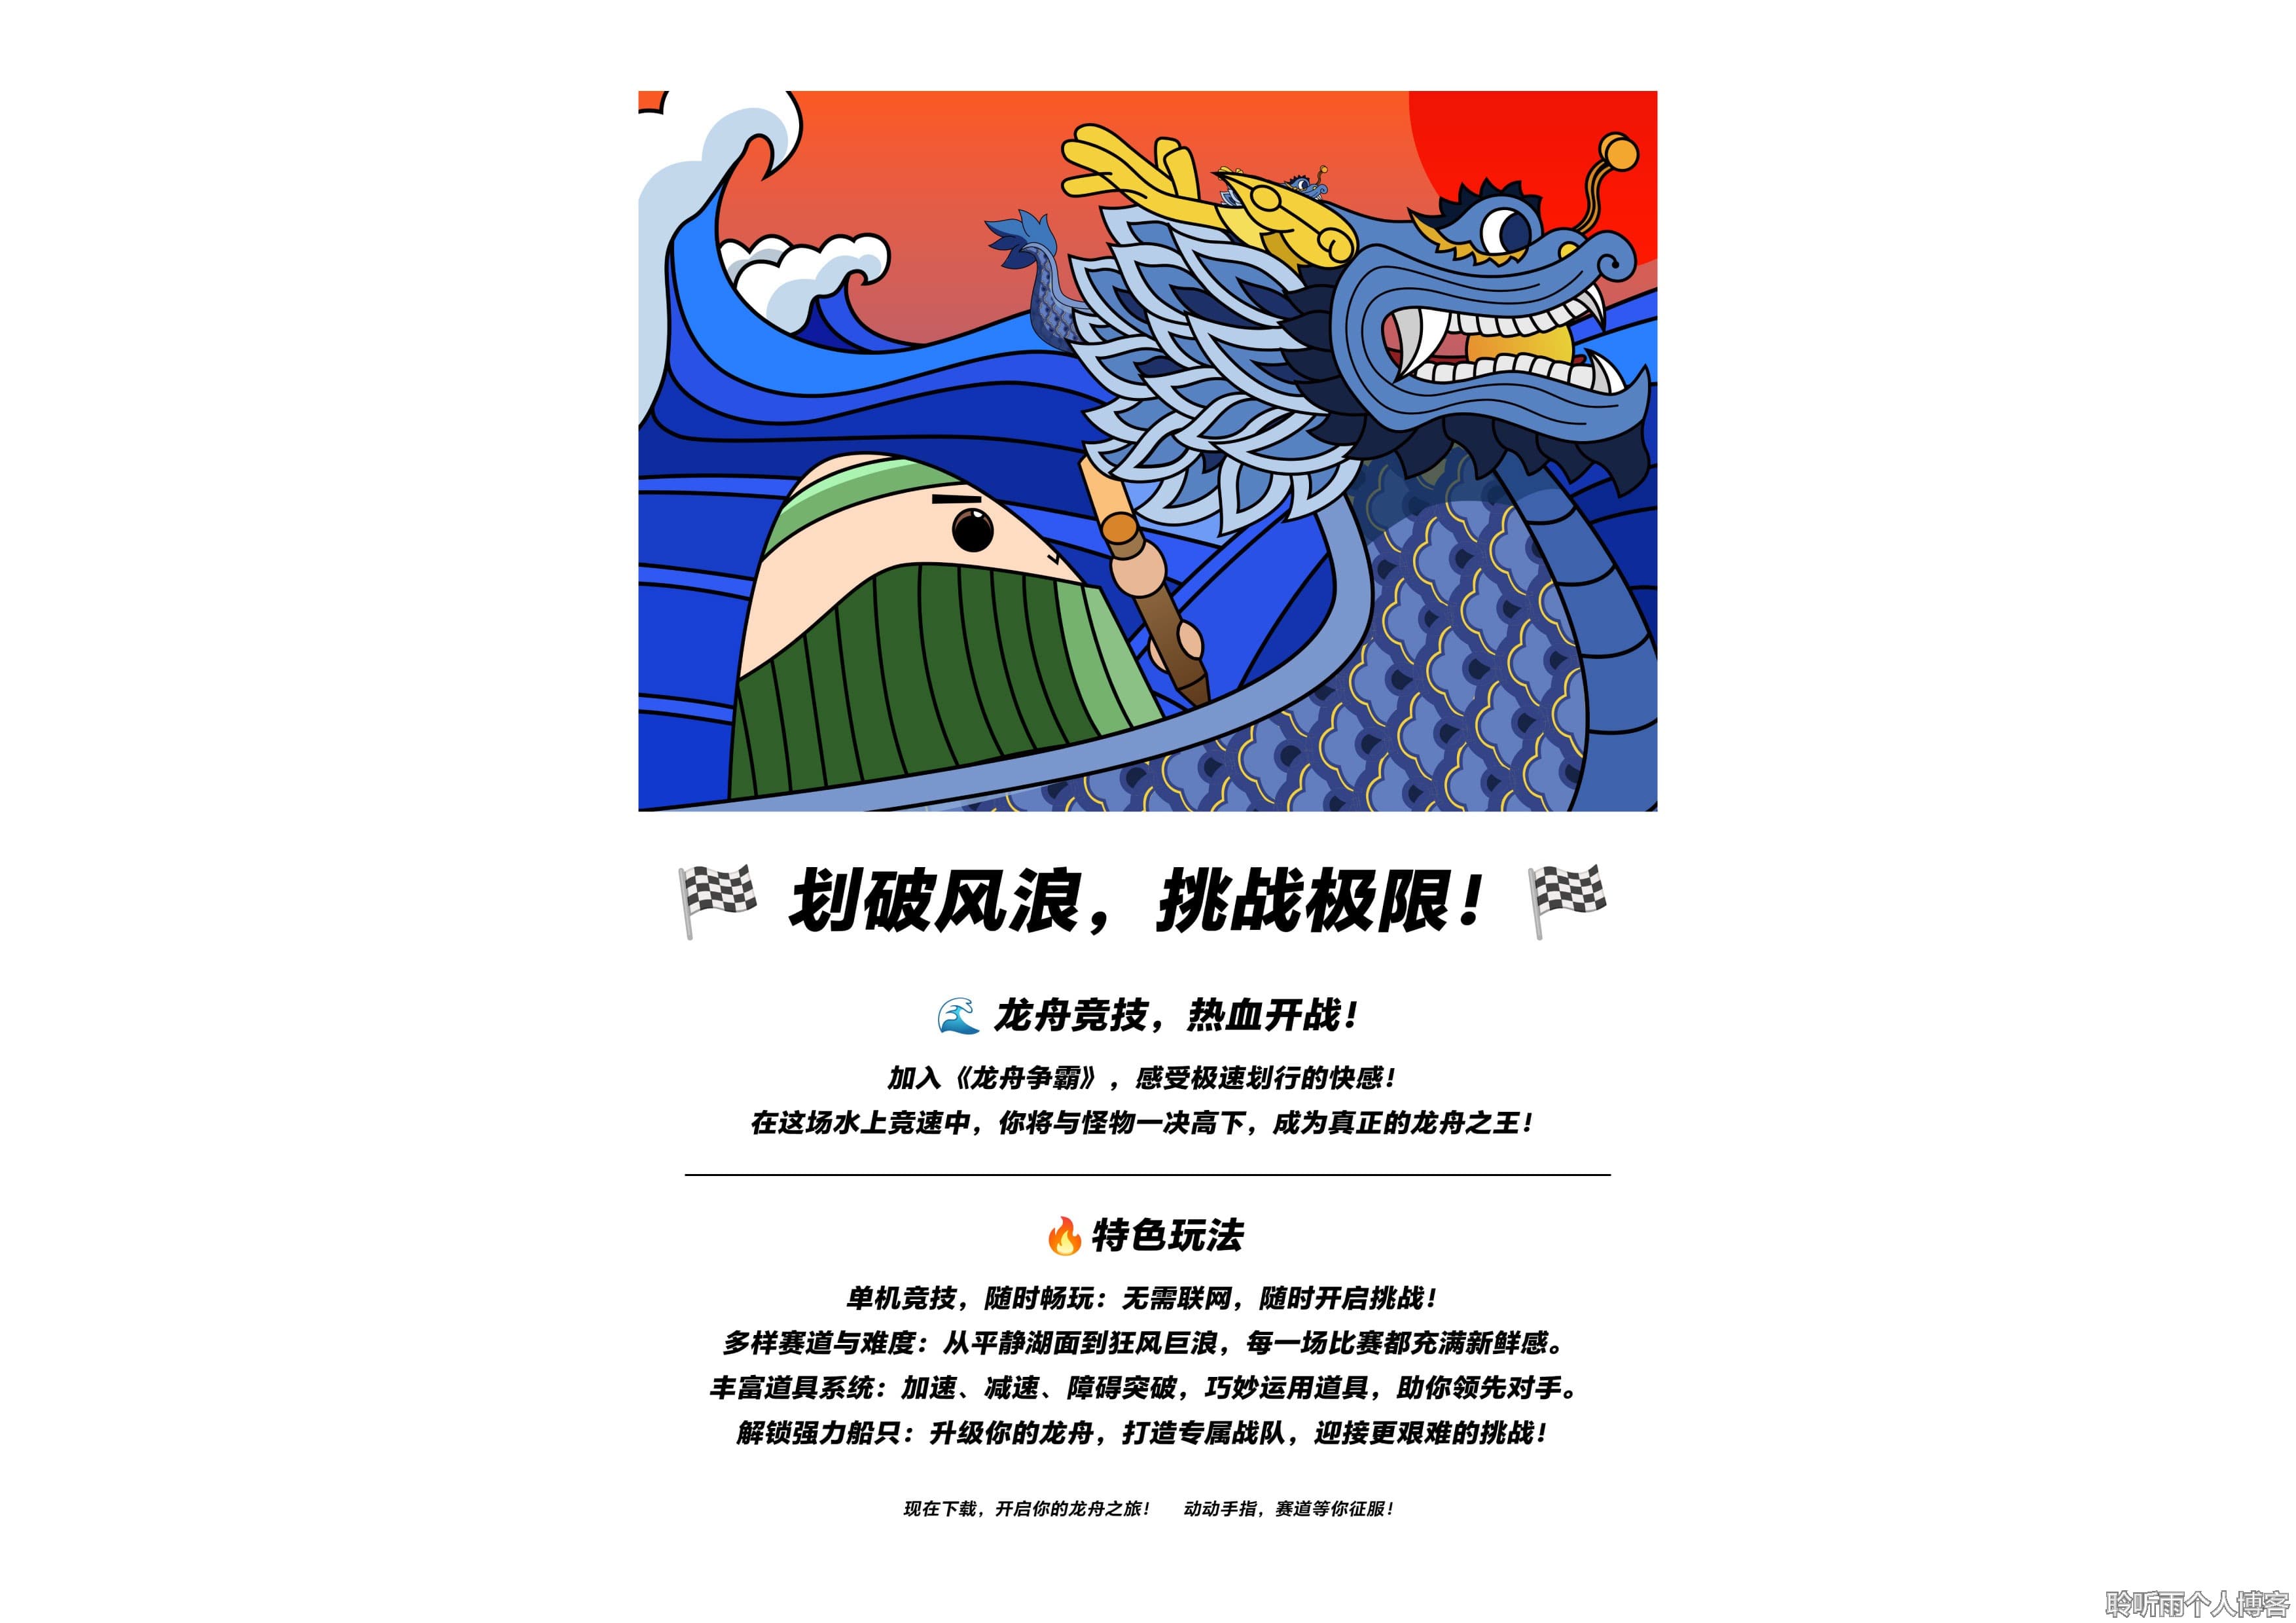 划破风浪，挑战极限！
龙舟竞技，热血开战！
加入《龙舟争霸》，感受极速划行的快感！
在这场水上竞速中，你将与怪物一决高下，成为真正的龙舟之王！
特色玩法
单机竞技，随时畅玩：无需联网，随时开启挑战！
多样赛道与难度：从平静湖面到狂风巨浪，每一场比赛都充满新鲜感。
丰富道具系统：加速、减速、障碍突破，巧妙运用道具，助你领先对手。
解锁强力船只：升级你的龙舟，打造专属战队，迎接更艰难的挑战！
现在下载，开启你的龙舟之旅！ 动动手指，赛道等你征服！
聆听雨个人博客